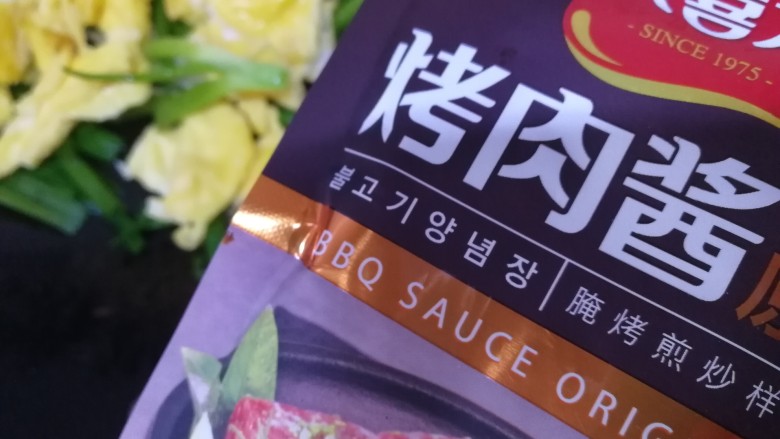 喜
- SINCE 1975 -
烤肉酱
불고기양념장
腌烤煎炒样
BBQ SAUCE ORIG